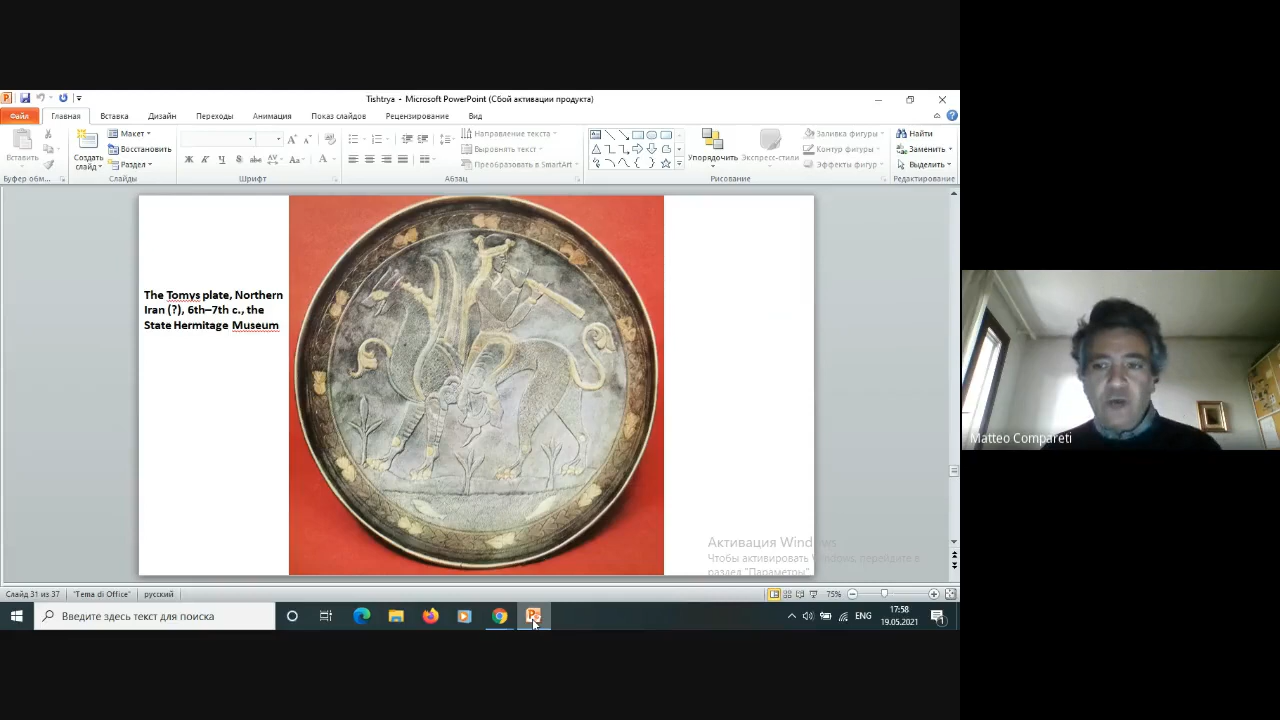 Tishtrya - Microsoft PowerPoint (Сбой активации продукта)
Файл Главная Вставка Дизайн Переходы Анимация Показ слайдов Рецензирование Вид
Вставить
Буфер обм...
Создать слайд
Макет
Восстановить
Раздел
Слайды
Ж К Ч S abc AV Aa А
Шрифт
Направление текста
Выровнять текст
Преобразовать в SmartArt
Абзац
Упорядочить
Экспресс-стили
Заливка фигуры
Контур фигуры
Эффекты фигур
Рисование
Найти
Заменить
Выделить
Редактирование
The Tomys plate, Northern
Iran (?), 6th–7th c., the
State Hermitage Museum
Matteo Compareti
Активация Windows
Чтобы активировать Windows, перейдите в
раздел "Параметры".
Слайд 31 из 37 "Tema di Office" русский 75%
Введите здесь текст для поиска
ENG
17:58
19.05.2021
1